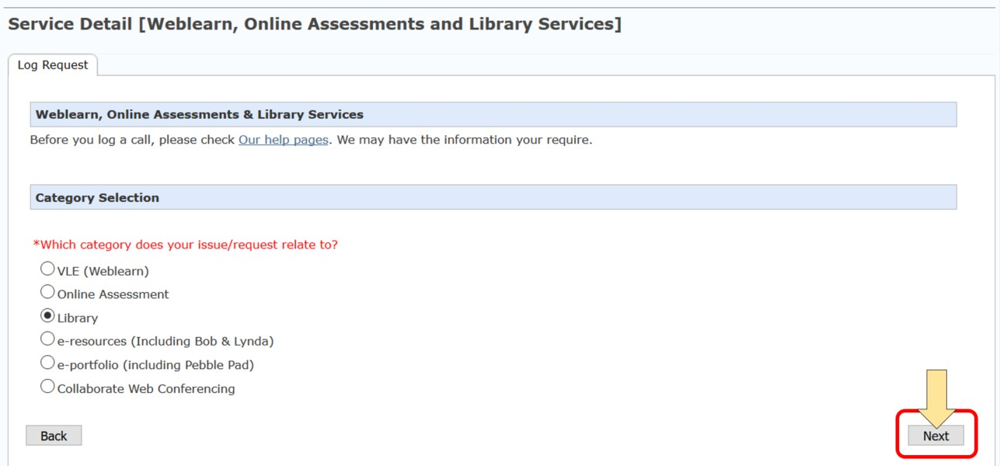 Service Detail [Weblearn, Online Assessments and Library Services]
Log Request
Weblearn, Online Assessments & Library Services
Before you log a call, please check Our help pages. We may have the information your require.
Category Selection
*Which category does your issue/request relate to?
VLE (Weblearn)
Online Assessment
Library
e-resources (Including Bob & Lynda)
e-portfolio (including Pebble Pad)
Collaborate Web Conferencing
Back
Next